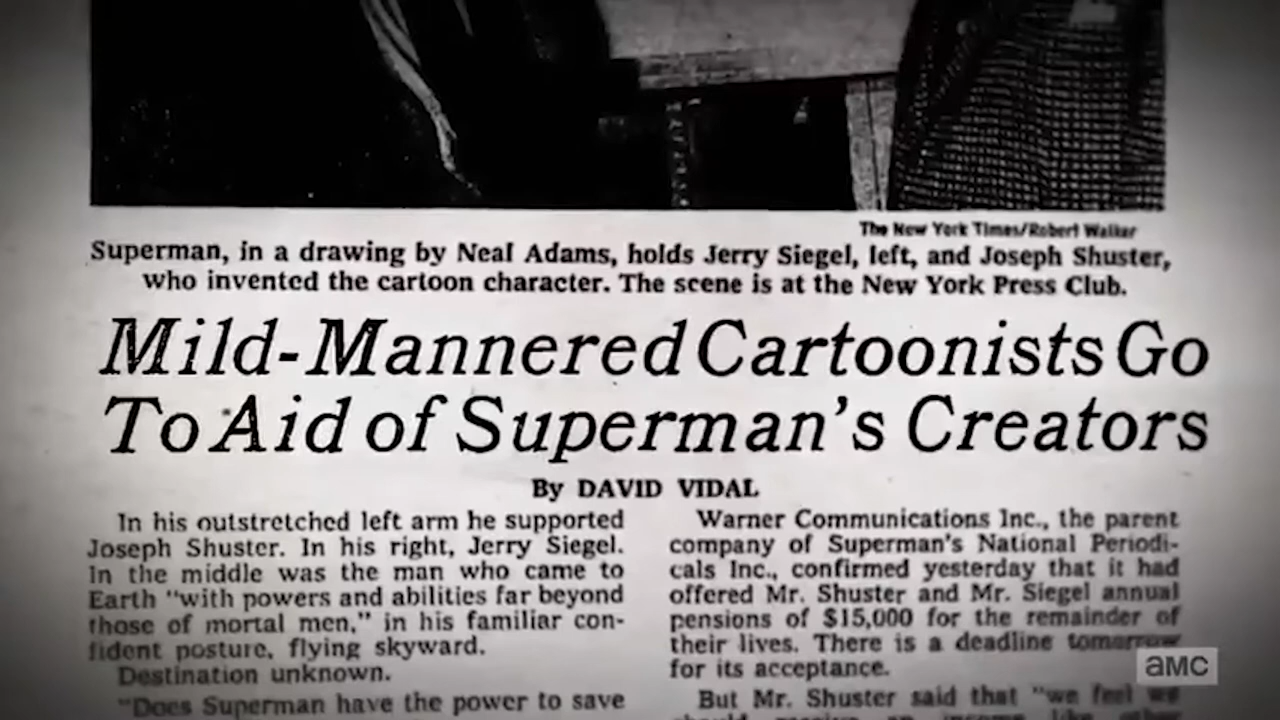 The New York Times/Robert Walker
Superman, in a drawing by Neal Adams, holds Jerry Siegel, left, and Joseph Shuster,
who invented the cartoon character. The scene is at the New York Press Club.
Mild-Mannered Cartoonists Go
To Aid of Superman's Creators
By DAVID VIDAL
In his outstretched left arm he supported
Joseph Shuster. In his right, Jerry Siegel.
In the middle was the man who came to
Earth "with powers and abilities far beyond
those of mortal men," in his familiar con-
fident posture, flying skyward.
Destination unknown.
"Does Superman have the power to save
Warner Communications Inc., the parent
company of Superman's National Periodi-
cals Inc., confirmed yesterday that it had
offered Mr. Shuster and Mr. Siegel annual
pensions of $15,000 for the remainder of
their lives. There is a deadline tomorrow
for its acceptance.
But Mr. Shuster said that "we feel we
aMC